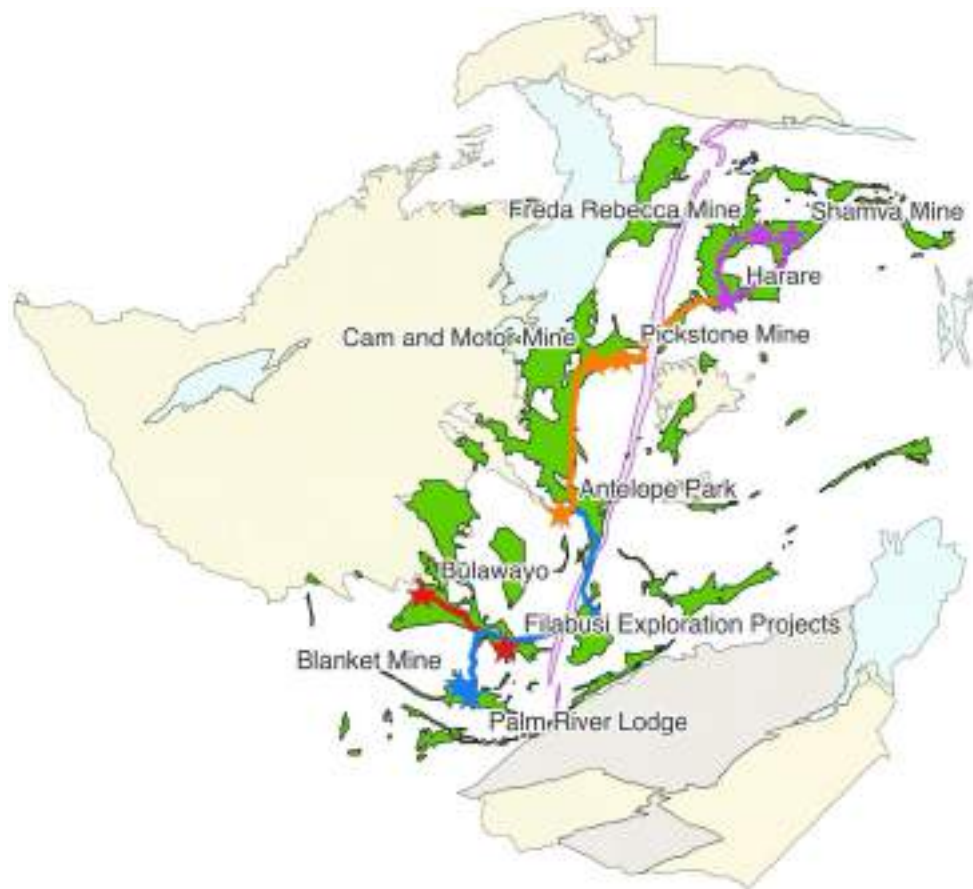 Freda Rebecca Mine
Shamva Mine
Harare
Cam and Motor Mine
Pickstone Mine
Antelope Park
Bulawayo
Filabusi Exploration Projects
Blanket Mine
Palm River Lodge